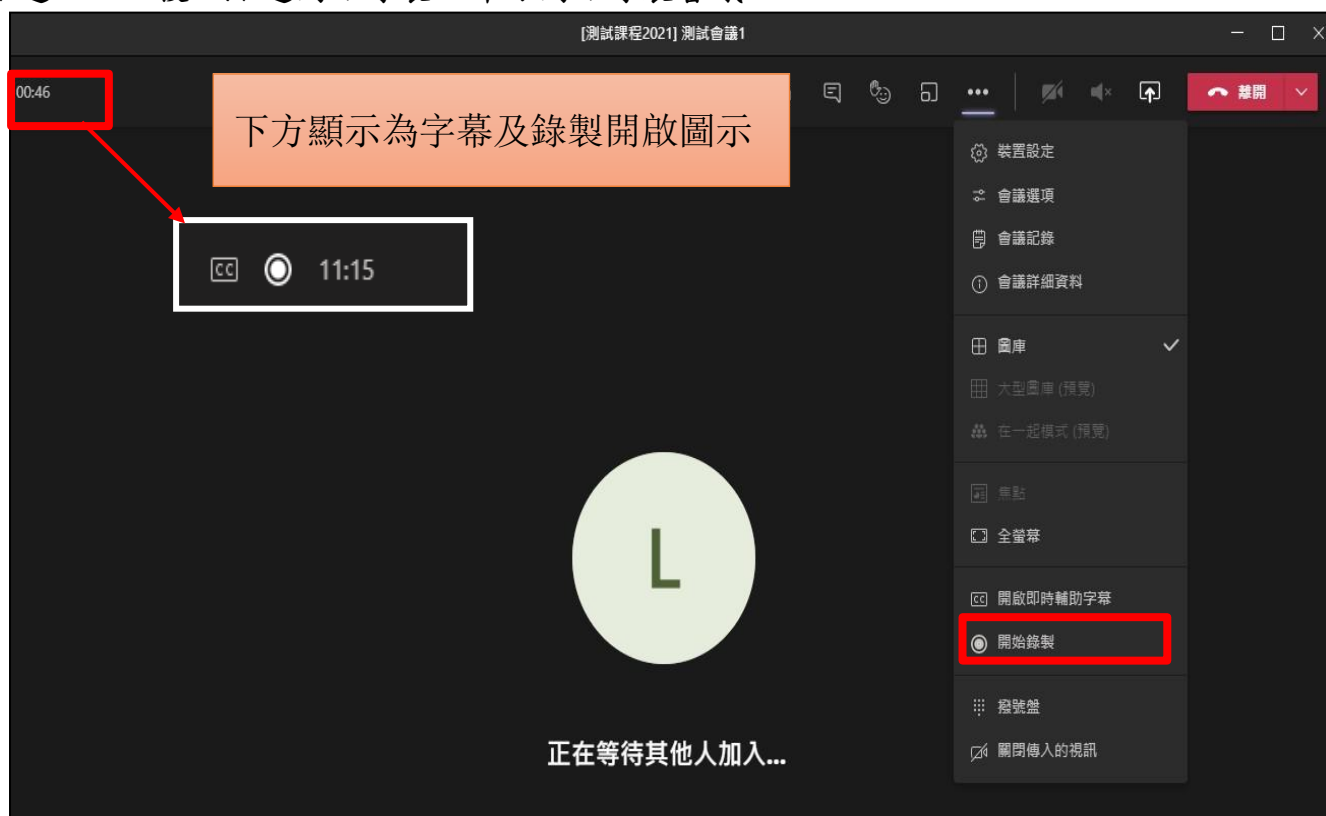 [測試課程2021] 測試會議1
00:46
離開
下方顯示為字幕及錄製開啟圖示
CC 11:15
裝置設定
會議選項
會議記錄
會議詳細資料
圖庫
大型圖庫 (預覽)
在一起模式 (預覽)
焦點
全螢幕
CC 開啟即時輔助字幕
開始錄製
撥號盤
關閉傳入的視訊
L
正在等待其他人加入...